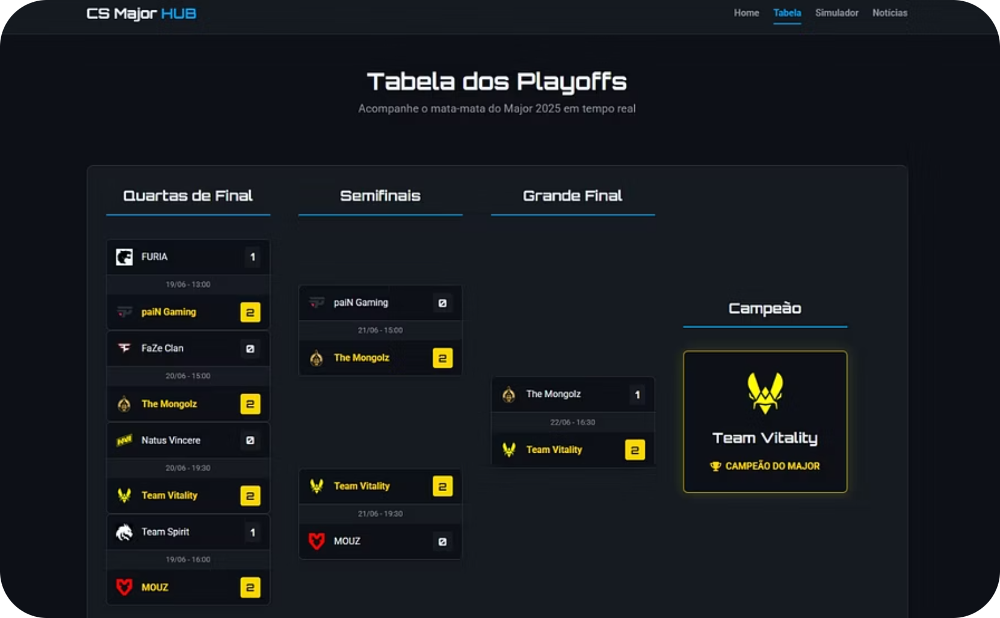 CS Major HUB
Home Tabela Simulador Notícias
Tabela dos Playoffs
Acompanhe o mata-mata do Major 2025 em tempo real
Quartas de Final
FURIA 1
19/06 - 13:00
paiN Gaming 2
FaZe Clan 0
20/06 - 15:00
The Mongolz 2
Natus Vincere 0
20/06 - 19:30
Team Vitality 2
Team Spirit 1
19/06 - 16:00
MOUZ 2
Semifinais
paiN Gaming 0
21/06 - 15:00
The Mongolz 2
Team Vitality 2
21/06 - 19:30
MOUZ 0
Grande Final
The Mongolz 1
22/06 - 16:30
Team Vitality 2
Campeão
Team Vitality
CAMPEÃO DO MAJOR